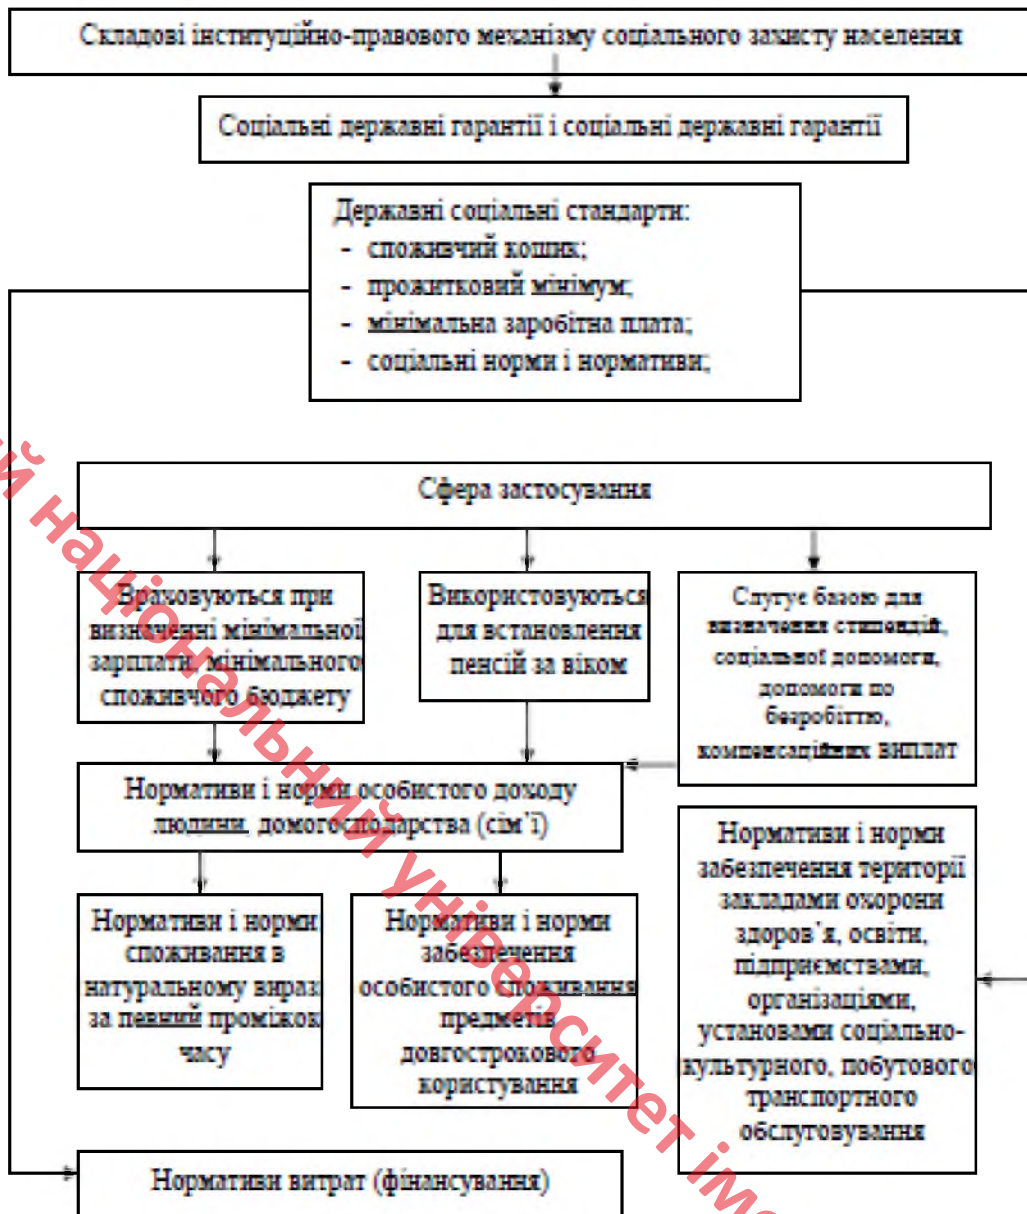 Складові інституційно-правового механізму соціального захисту населення
Соціальні державні гарантії і соціальні державні гарантії
Державні соціальні стандарти:
- споживчий кошик;
- прожитковий мінімум;
- мінімальна заробітна плата;
- соціальні норми і нормативи;
Сфера застосування
Враховуються при
визначенні мінімальної
зарплати, мінімального
споживчого бюджету
Використовуються
для встановлення
пенсій за віком
Слугує базою для
визначення стипендій,
соціальної допомоги,
допомоги по
безробіттю,
компенсаційних виплат
Нормативи і норми особистого доходу
людини, домогосподарства (сім’ї)
Нормативи і норми
споживання в
натуральному вираз
за певний проміжок
часу
Нормативи і норми
забезпечення
особистого споживання
предметів
довгострокового
користування
Нормативи і норми
забезпечення території
закладами охорони
здоров’я, освіти,
підприємствами,
організаціями,
установами соціально-
культурного, побутового
транспортного
обслуговування
Нормативи витрат (фінансування)
ий національний університет іме